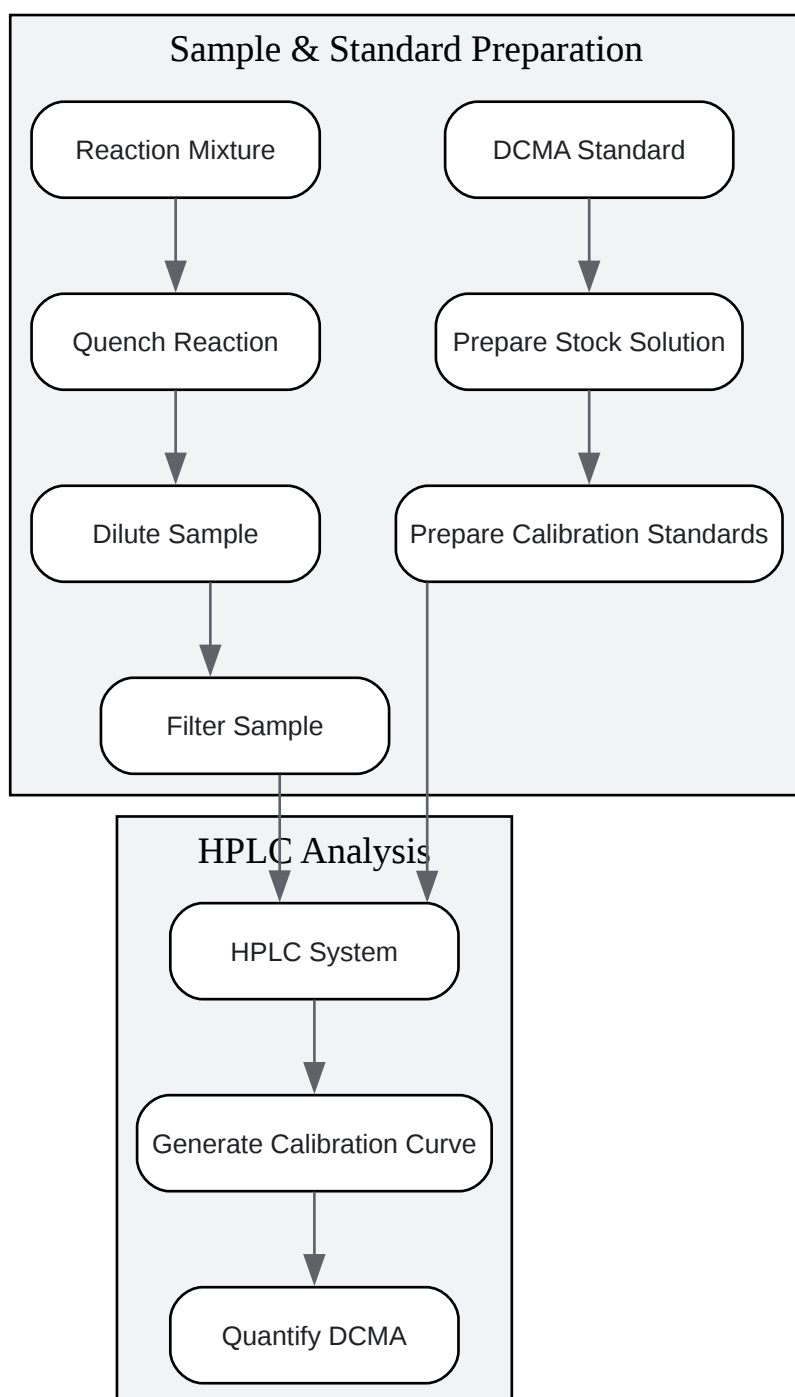 Sample & Standard Preparation
Reaction Mixture
DCMA Standard
Quench Reaction
Prepare Stock Solution
Dilute Sample
Prepare Calibration Standards
Filter Sample
HPLC Analysis
HPLC System
Generate Calibration Curve
Quantify DCMA